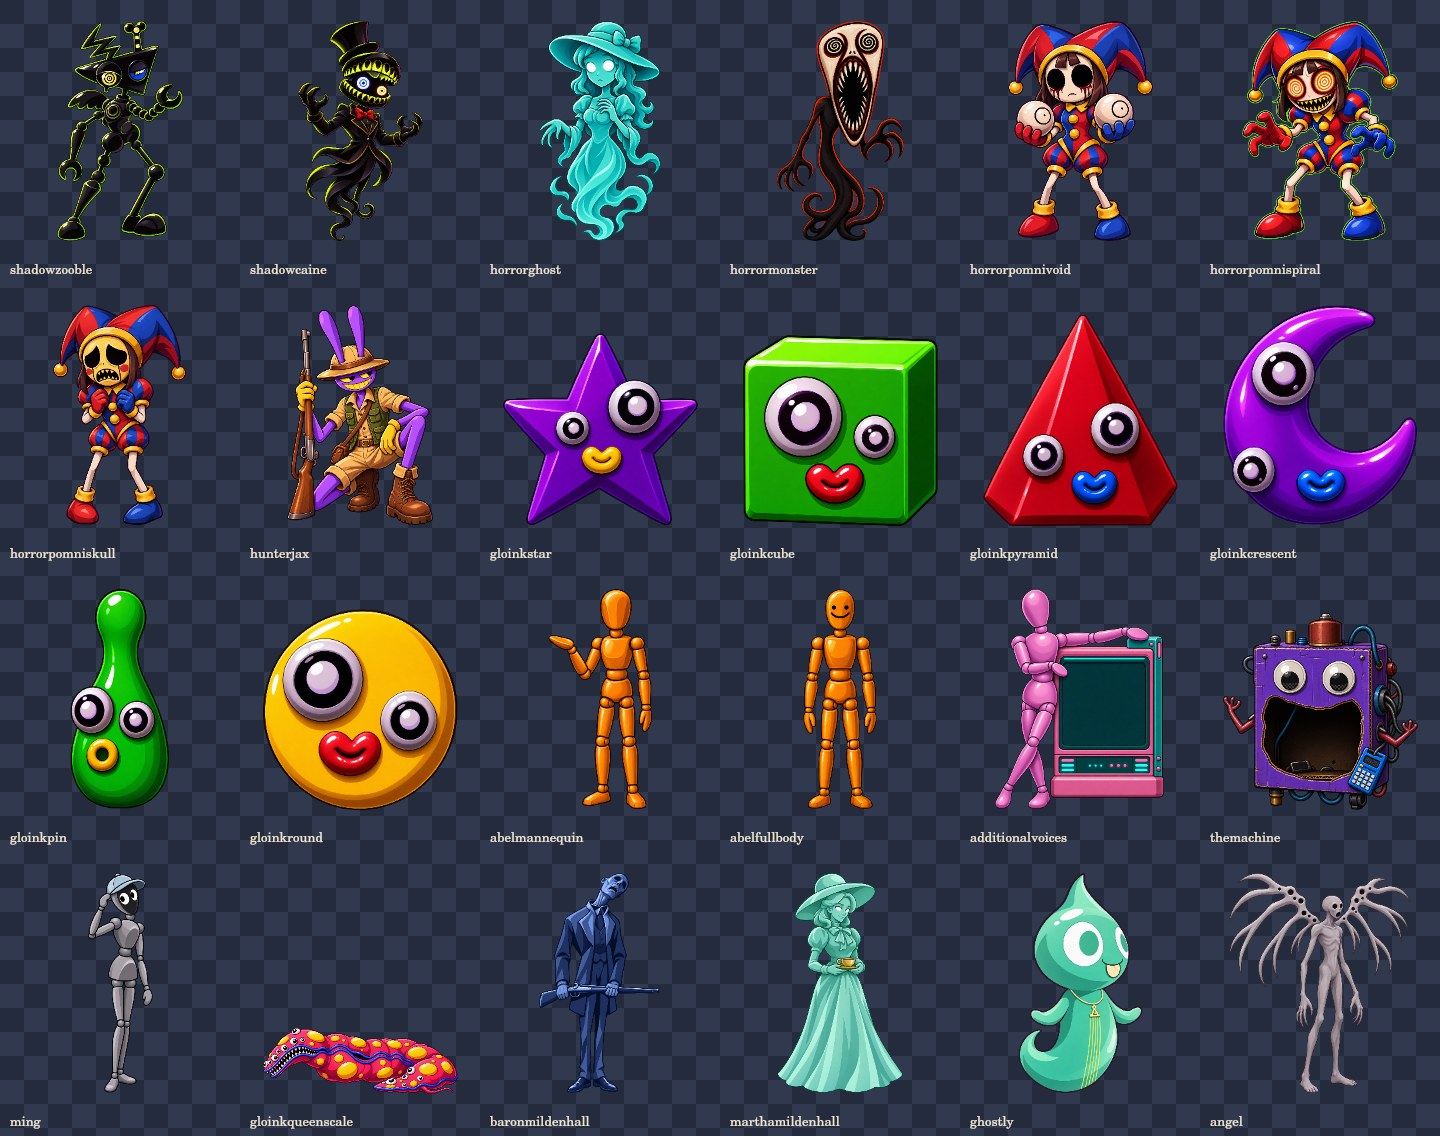 shadowzooble
shadowcaine
horrorghost
horrormonster
horrorpomnivoid
horrorpomnispiral
horrorpomniskull
hunterjax
gloinkstar
gloinkcube
gloinkpyramid
gloinkcrescent
gloinkpin
gloinkround
abelmannequin
abelfullbody
additionalvoices
themachine
ming
gloinkqueenscale
baronmildenhall
marthamildenhall
ghostly
angel